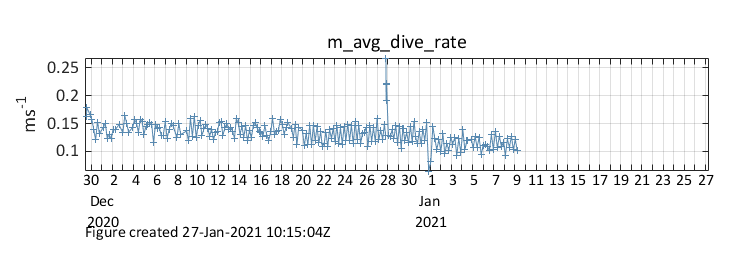 m_avg_dive_rate
0.25
0.2
0.15
0.1
ms-1
30 2 4 6 8 10 12 14 16 18 20 22 24 26 28 30 1 3 5 7 9 11 13 15 17 19 21 23 25 27
Dec Jan
2020 2021
Figure created 27-Jan-2021 10:15:04Z